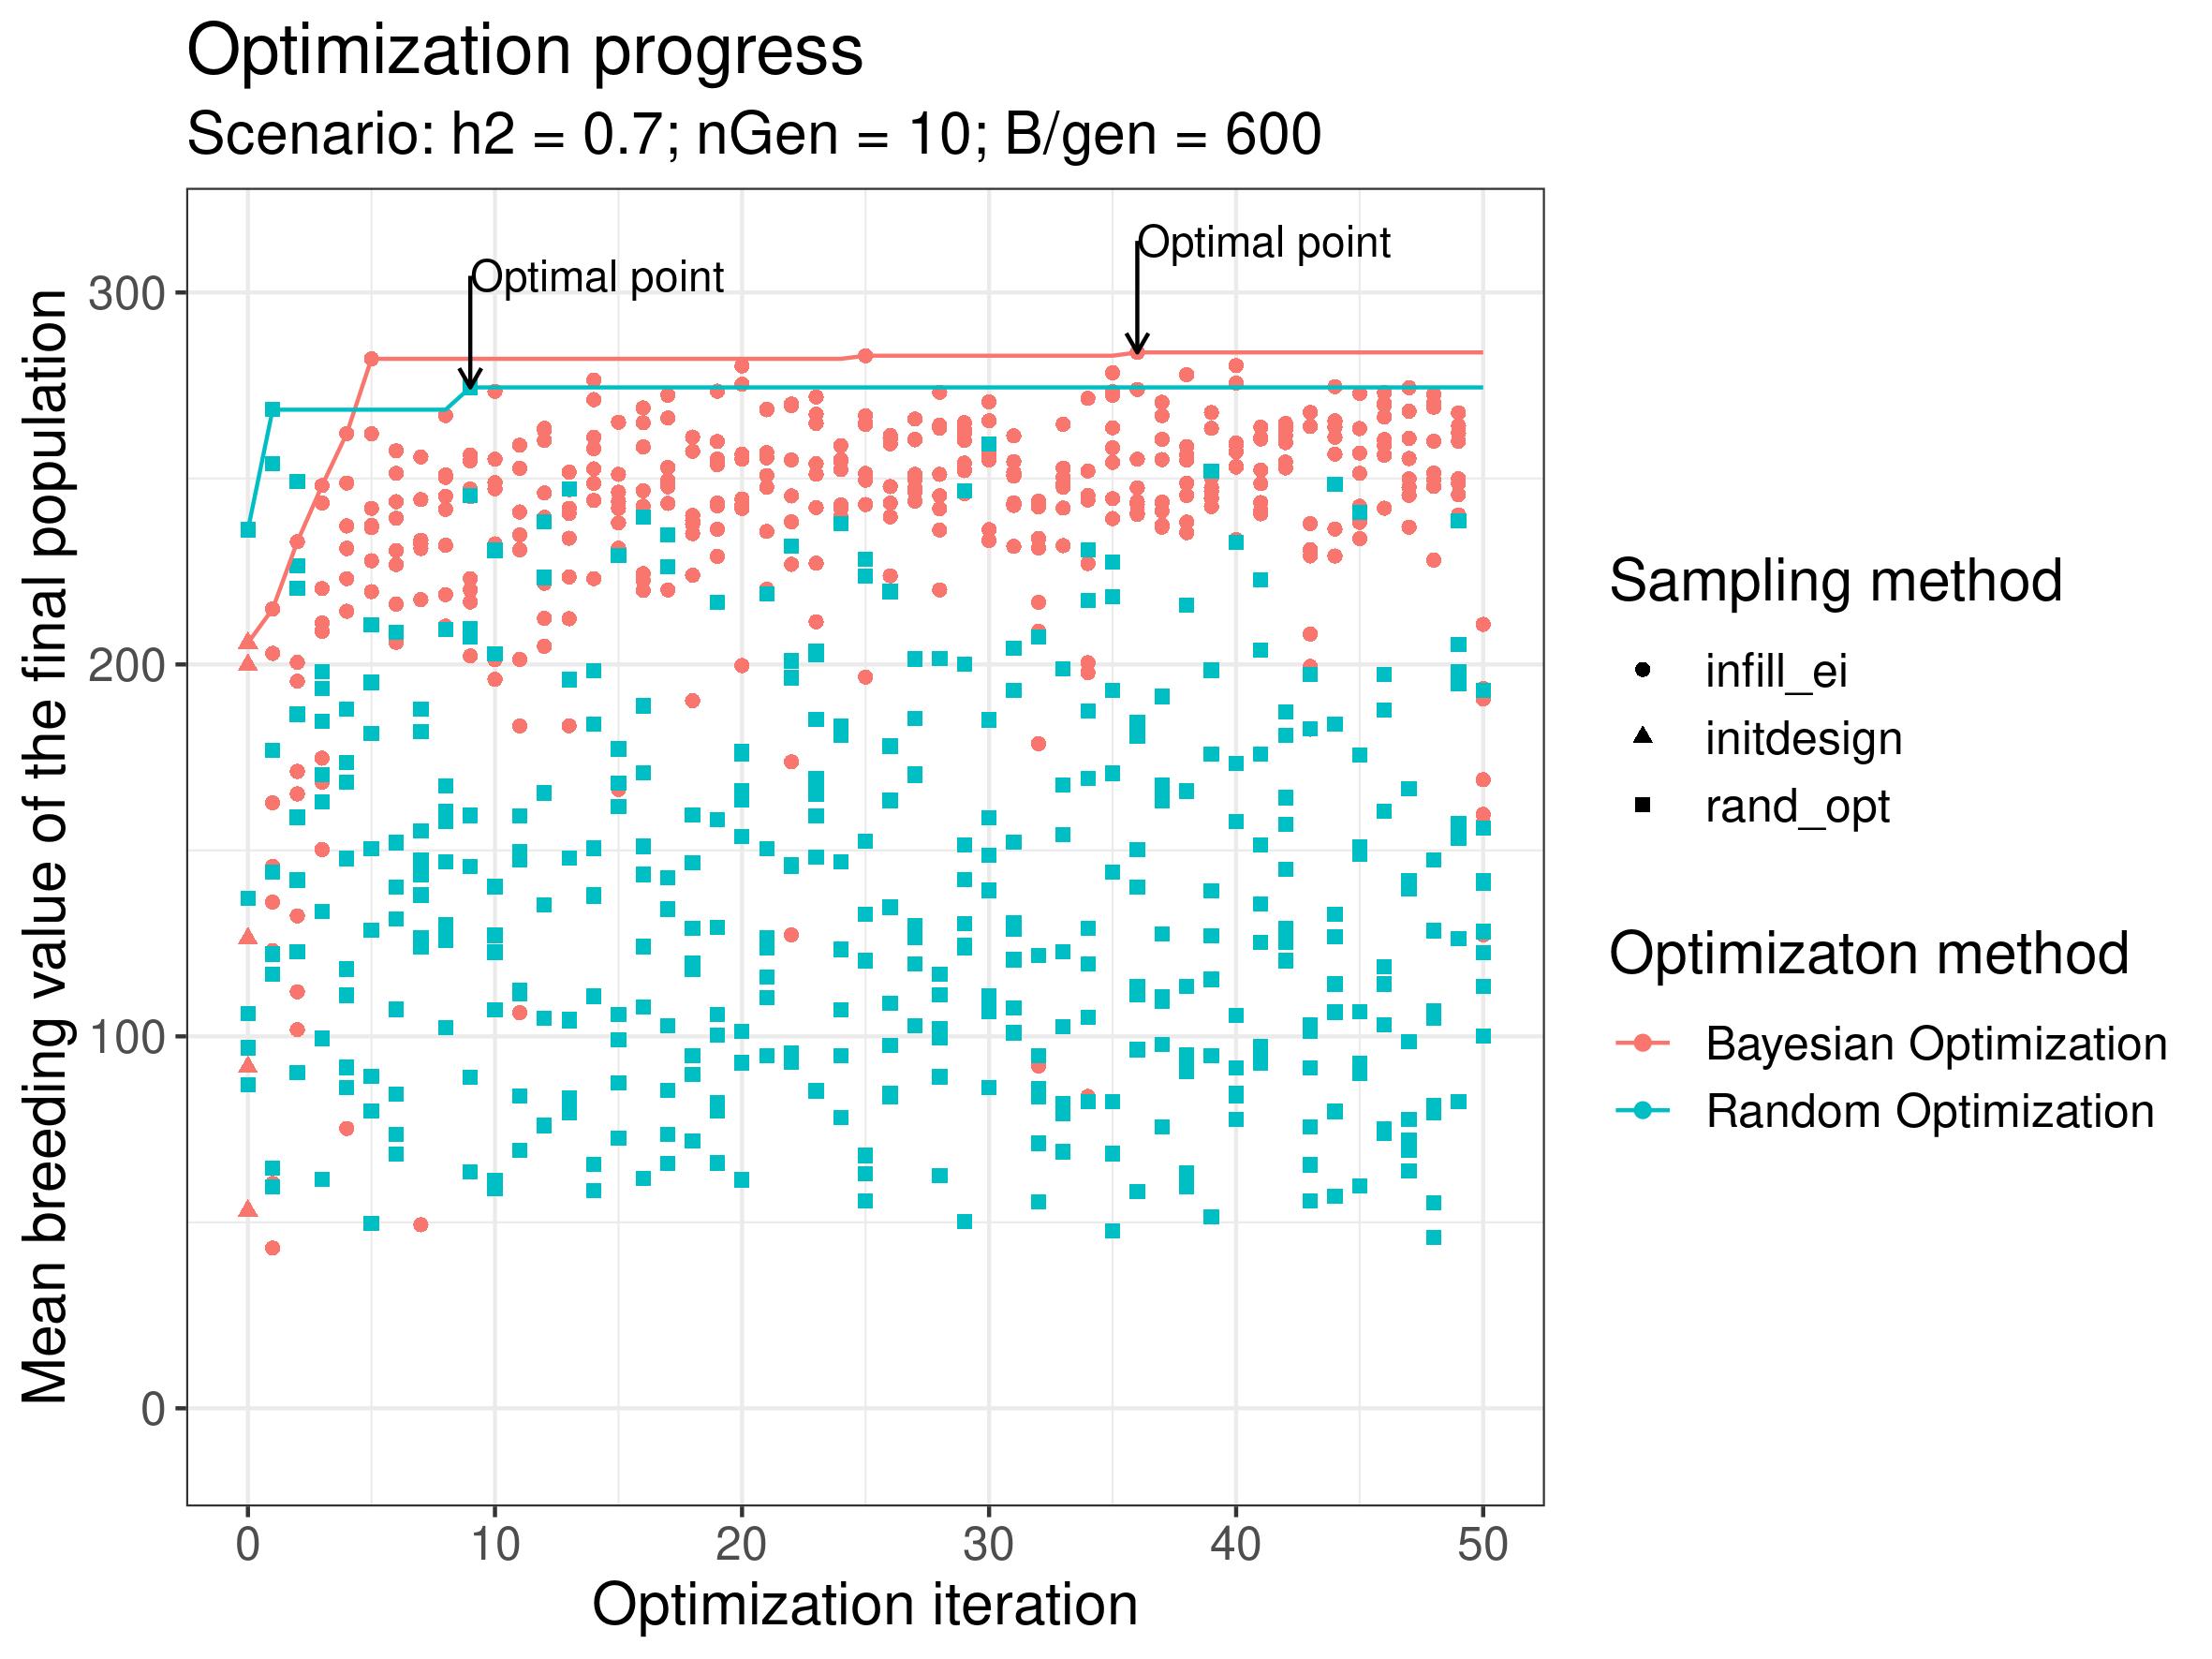 Optimization progress
Scenario: h2 = 0.7; nGen = 10; B/gen = 600
Mean breeding value of the final population
300
200
100
0
Optimal point
Optimal point
0 10 20 30 40 50
Optimization iteration
Sampling method
infill_ei
initdesign
rand_opt
Optimizaton method
Bayesian Optimization
Random Optimization